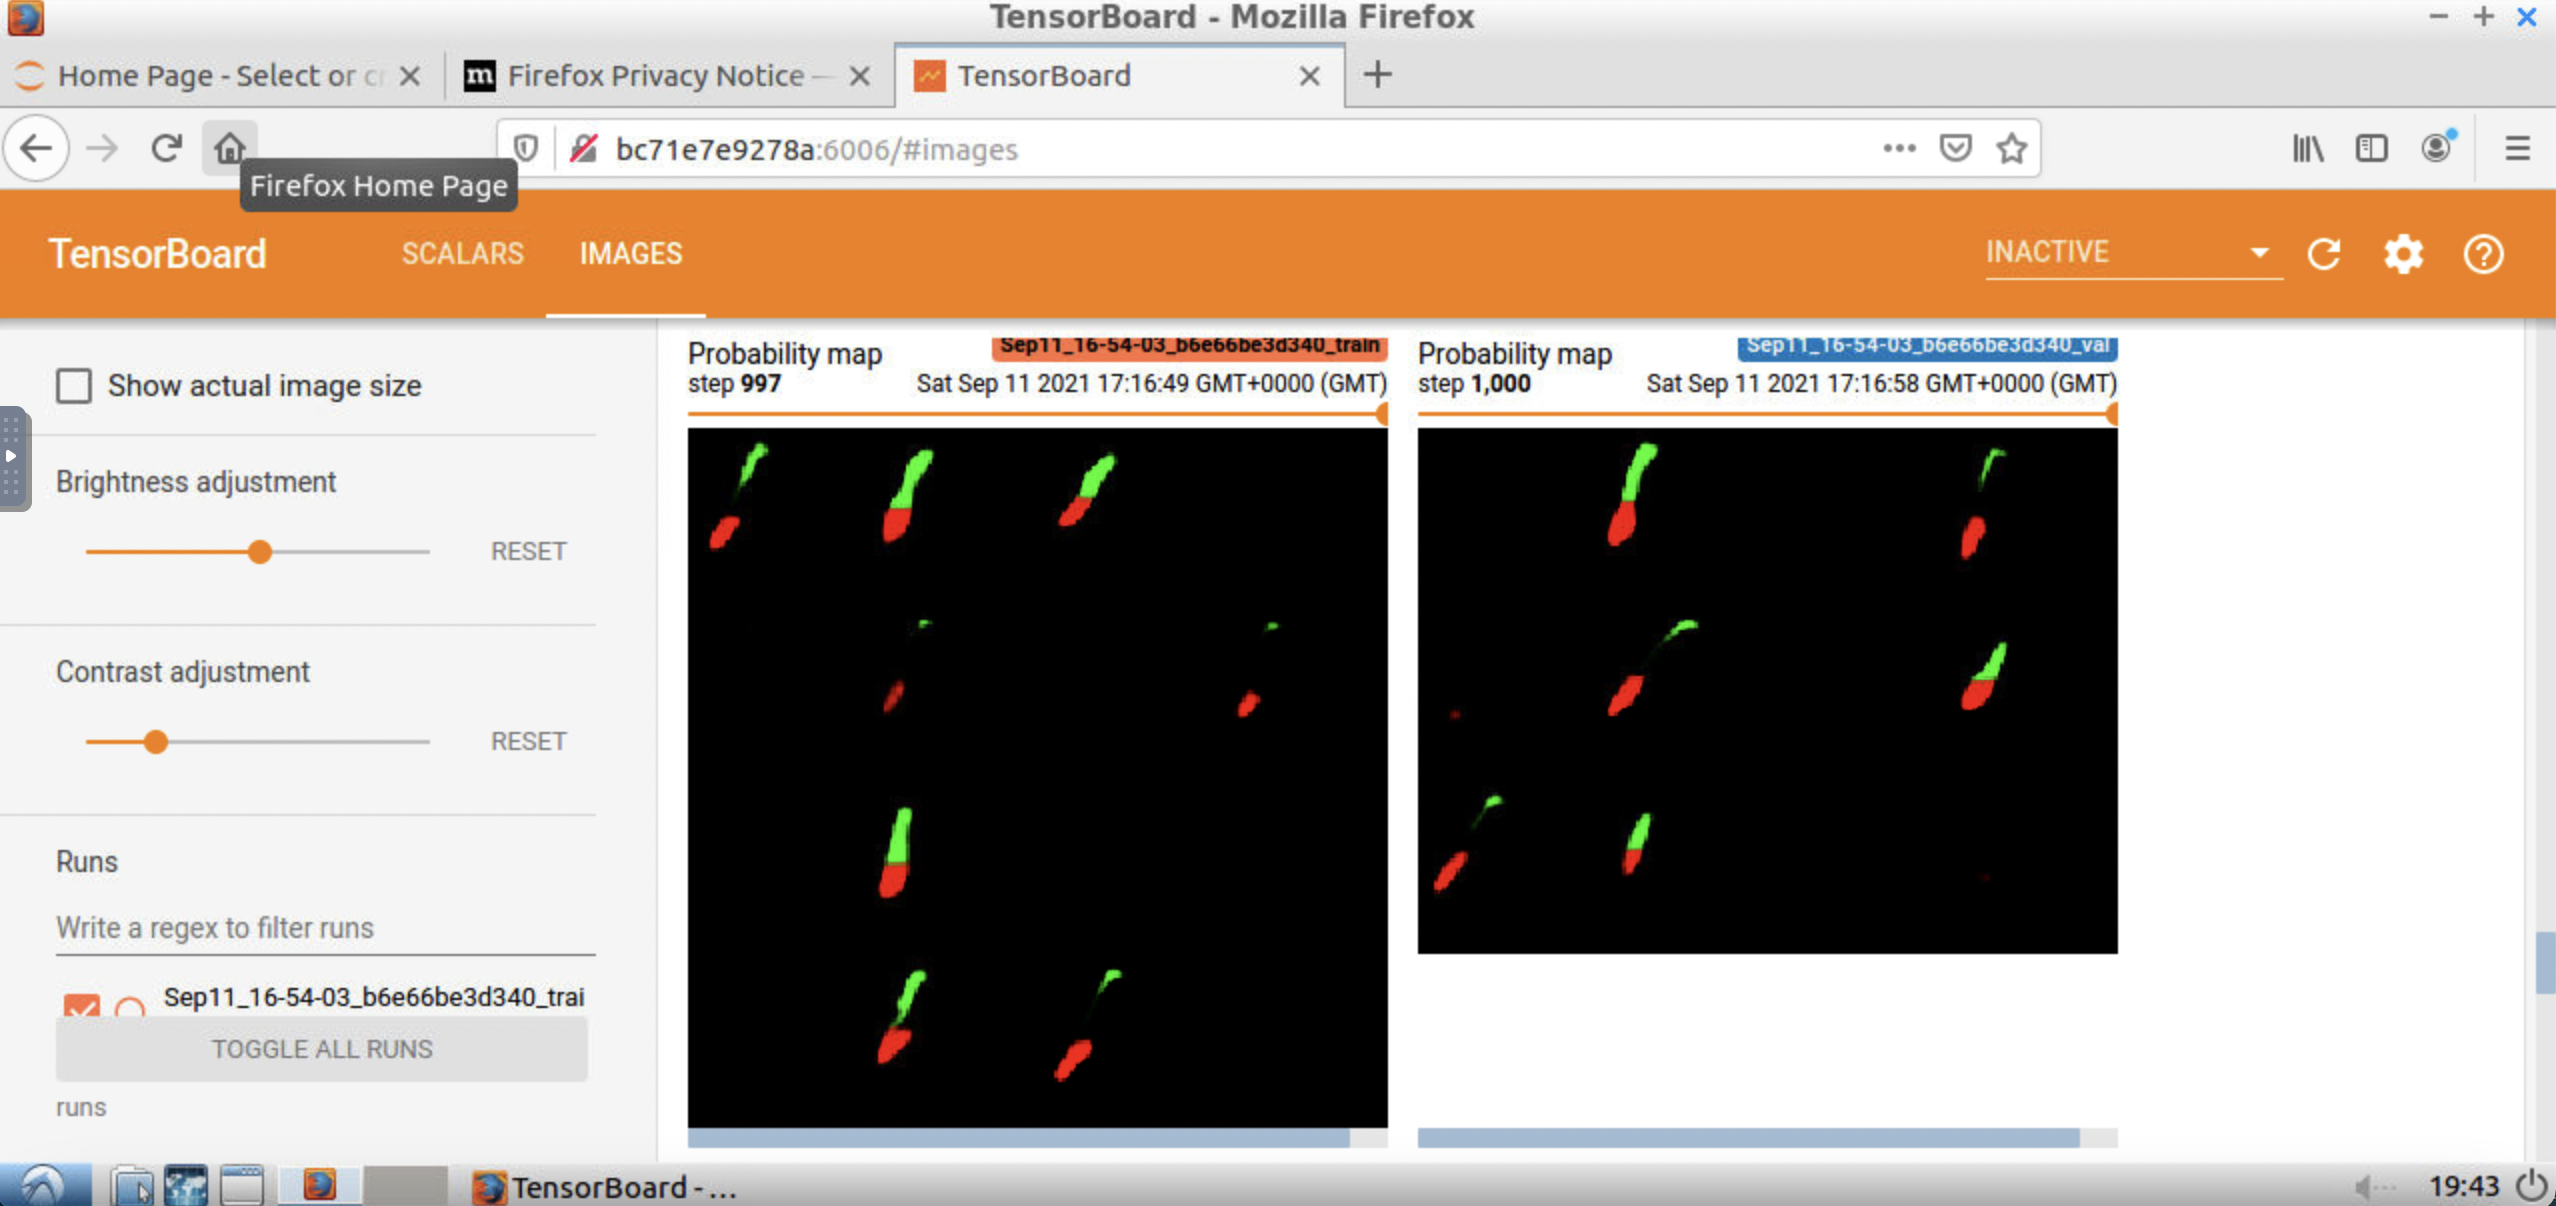 TensorBoard - Mozilla Firefox
Home Page - Select or cr
Firefox Privacy Notice —
TensorBoard
bc71e7e9278a:6006/#images
Firefox Home Page
TensorBoard
SCALARS
IMAGES
INACTIVE
Show actual image size
Brightness adjustment
RESET
Contrast adjustment
RESET
Runs
Write a regex to filter runs
Sep11_16-54-03_b6e66be3d340_trai
TOGGLE ALL RUNS
runs
Sep11_16-54-03_b6e66be3d340_train
Probability map
step 997 Sat Sep 11 2021 17:16:49 GMT+0000 (GMT)
Sep11_16-54-03_b6e66be3d340_val
Probability map
step 1,000 Sat Sep 11 2021 17:16:58 GMT+0000 (GMT)
TensorBoard - ...
19:43